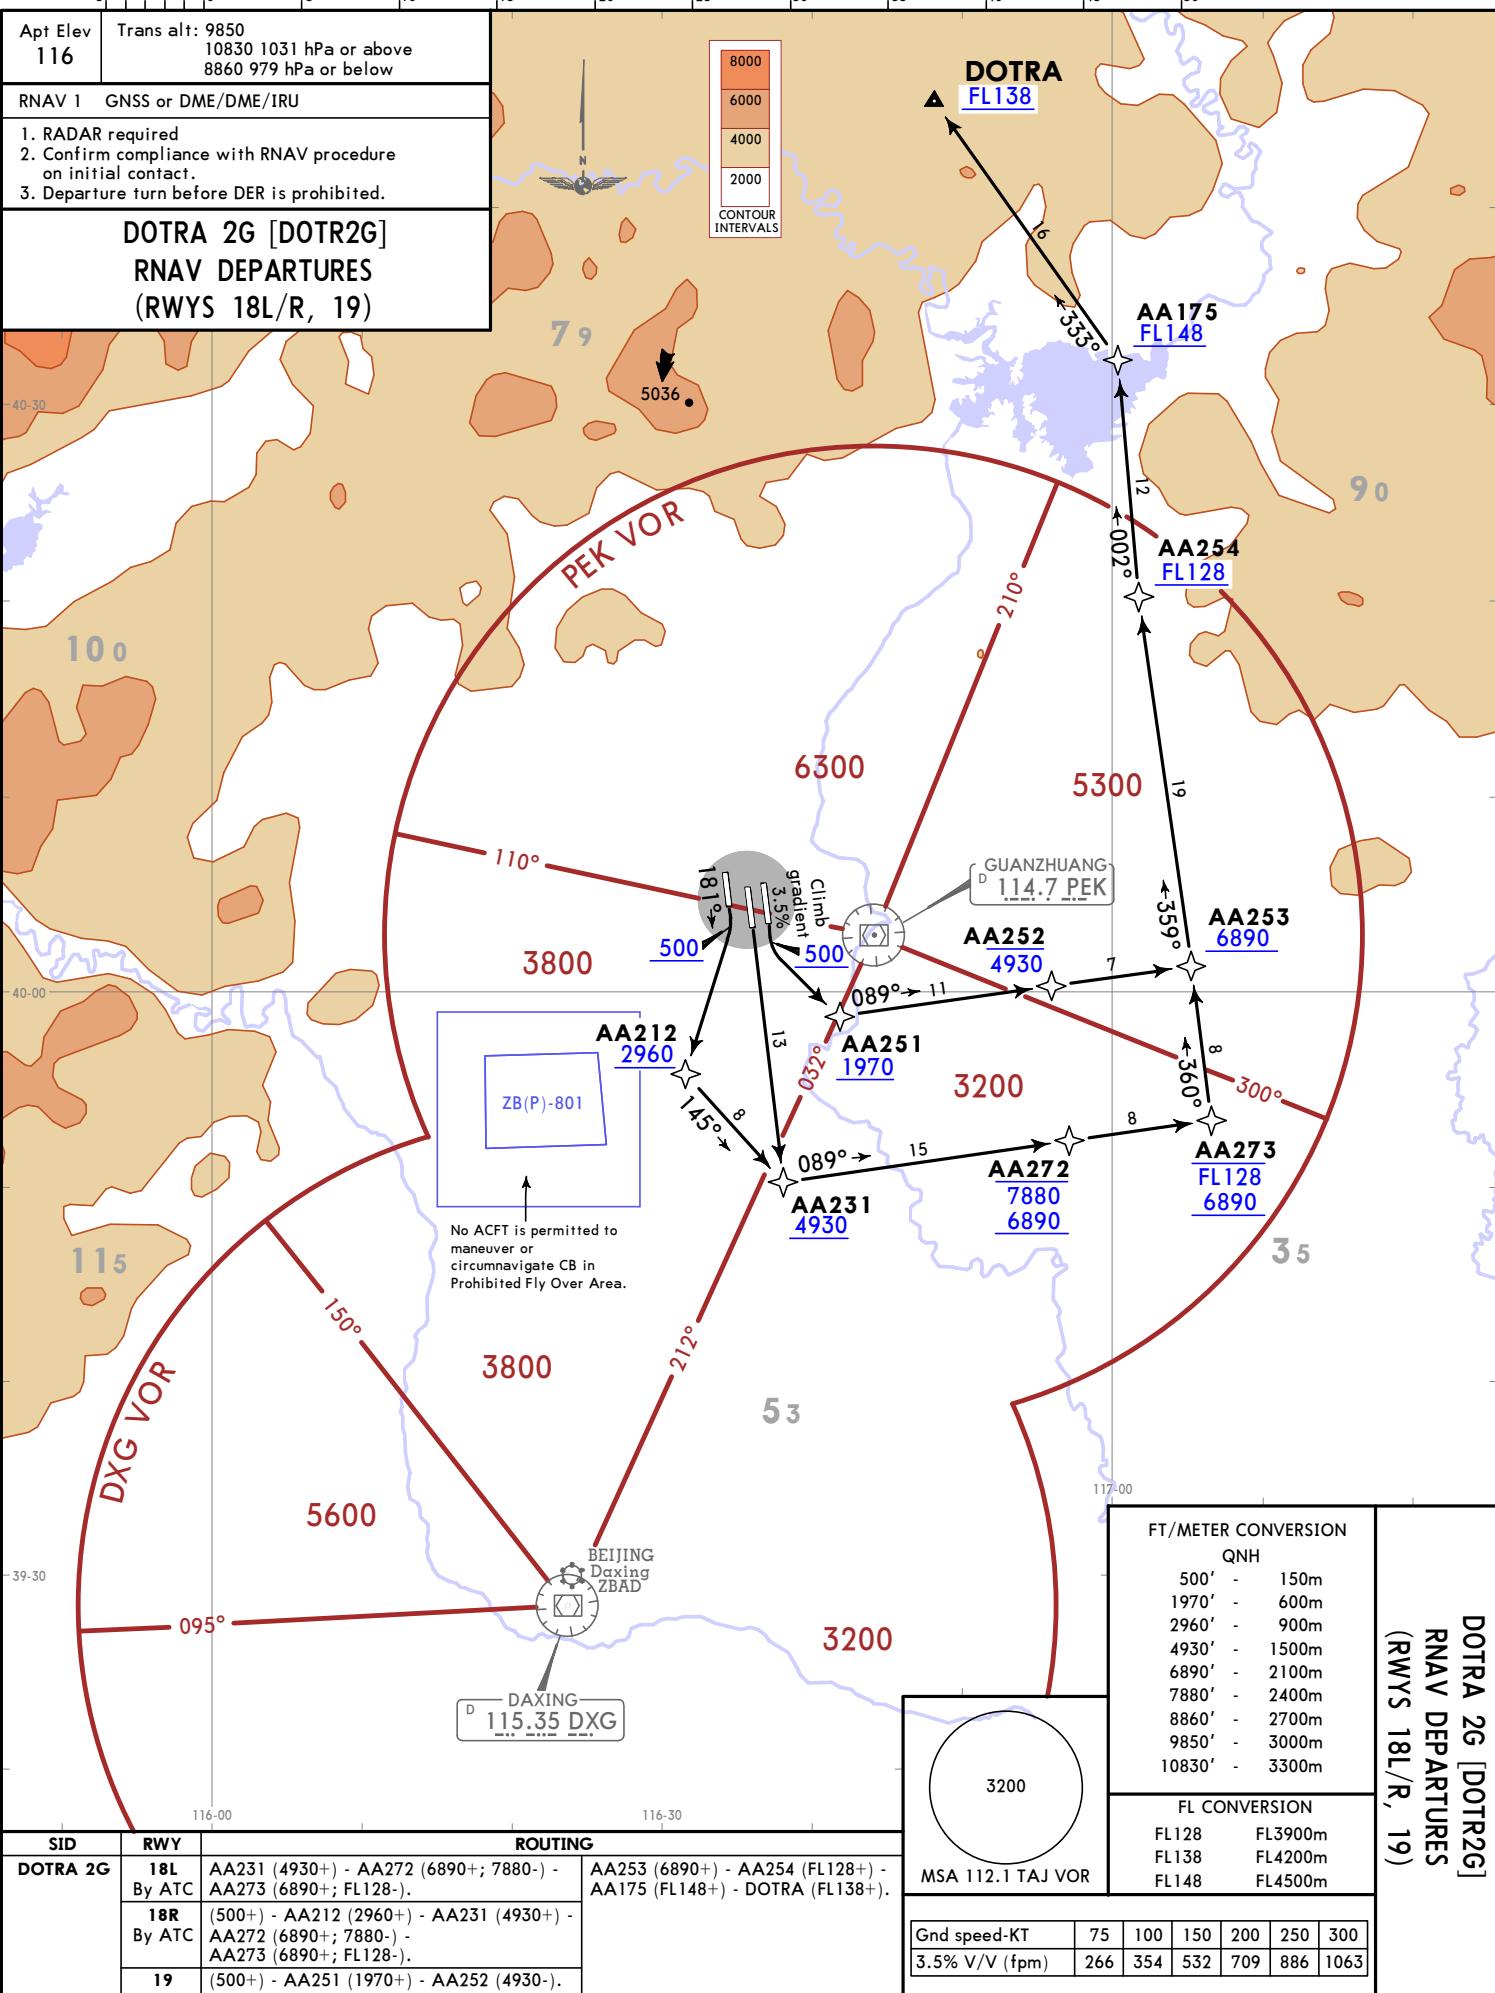 Apt Elev
116
Trans alt: 9850
10830 1031 hPa or above
8860 979 hPa or below
RNAV 1 GNSS or DME/DME/IRU
1. RADAR required
2. Confirm compliance with RNAV procedure
on initial contact.
3. Departure turn before DER is prohibited.
DOTRA 2G [DOTR2G]
RNAV DEPARTURES
(RWYS 18L/R, 19)
N
8000
6000
4000
2000
CONTOUR
INTERVALS
DOTRA
FL138
16
333°
AA175
FL148
79
5036
40-30
12
90
002°
AA254
FL128
PEK VOR
210°
100
6300
5300
19
110°
181°
3.5%
Climb
gradient
GUANZHUANG
D 114.7 PEK
359°
AA253
6890
500
500
AA252
4930
7
3800
40-00
089°
11
AA212
2960
13
AA251
1970
032°
3200
8
360°
300°
ZB(P)-801
145°
8
089°
15
8
AA273
FL128
6890
AA272
7880
6890
AA231
4930
No ACFT is permitted to
maneuver or
circumnavigate CB in
Prohibited Fly Over Area.
115
35
150°
212°
3800
53
DXG VOR
117-00
5600
39-30
BEIJING
Daxing
ZBAD
095°
3200
DAXING
D 115.35 DXG
116-00
116-30
FT/METER CONVERSION
QNH
500' - 150m
1970' - 600m
2960' - 900m
4930' - 1500m
6890' - 2100m
7880' - 2400m
8860' - 2700m
9850' - 3000m
10830' - 3300m
FL CONVERSION
FL128 FL3900m
FL138 FL4200m
FL148 FL4500m
DOTRA 2G [DOTR2G]
RNAV DEPARTURES
(RWYS 18L/R, 19)
3200
MSA 112.1 TAJ VOR
SID RWY ROUTING
DOTRA 2G
18L
By ATC
AA231 (4930+) - AA272 (6890+; 7880-) -
AA273 (6890+; FL128-).
18R
By ATC
(500+) - AA212 (2960+) - AA231 (4930+) -
AA272 (6890+; 7880-) -
AA273 (6890+; FL128-).
19
(500+) - AA251 (1970+) - AA252 (4930-).
AA253 (6890+) - AA254 (FL128+) -
AA175 (FL148+) - DOTRA (FL138+).
Gnd speed-KT 75 100 150 200 250 300
3.5% V/V (fpm) 266 354 532 709 886 1063